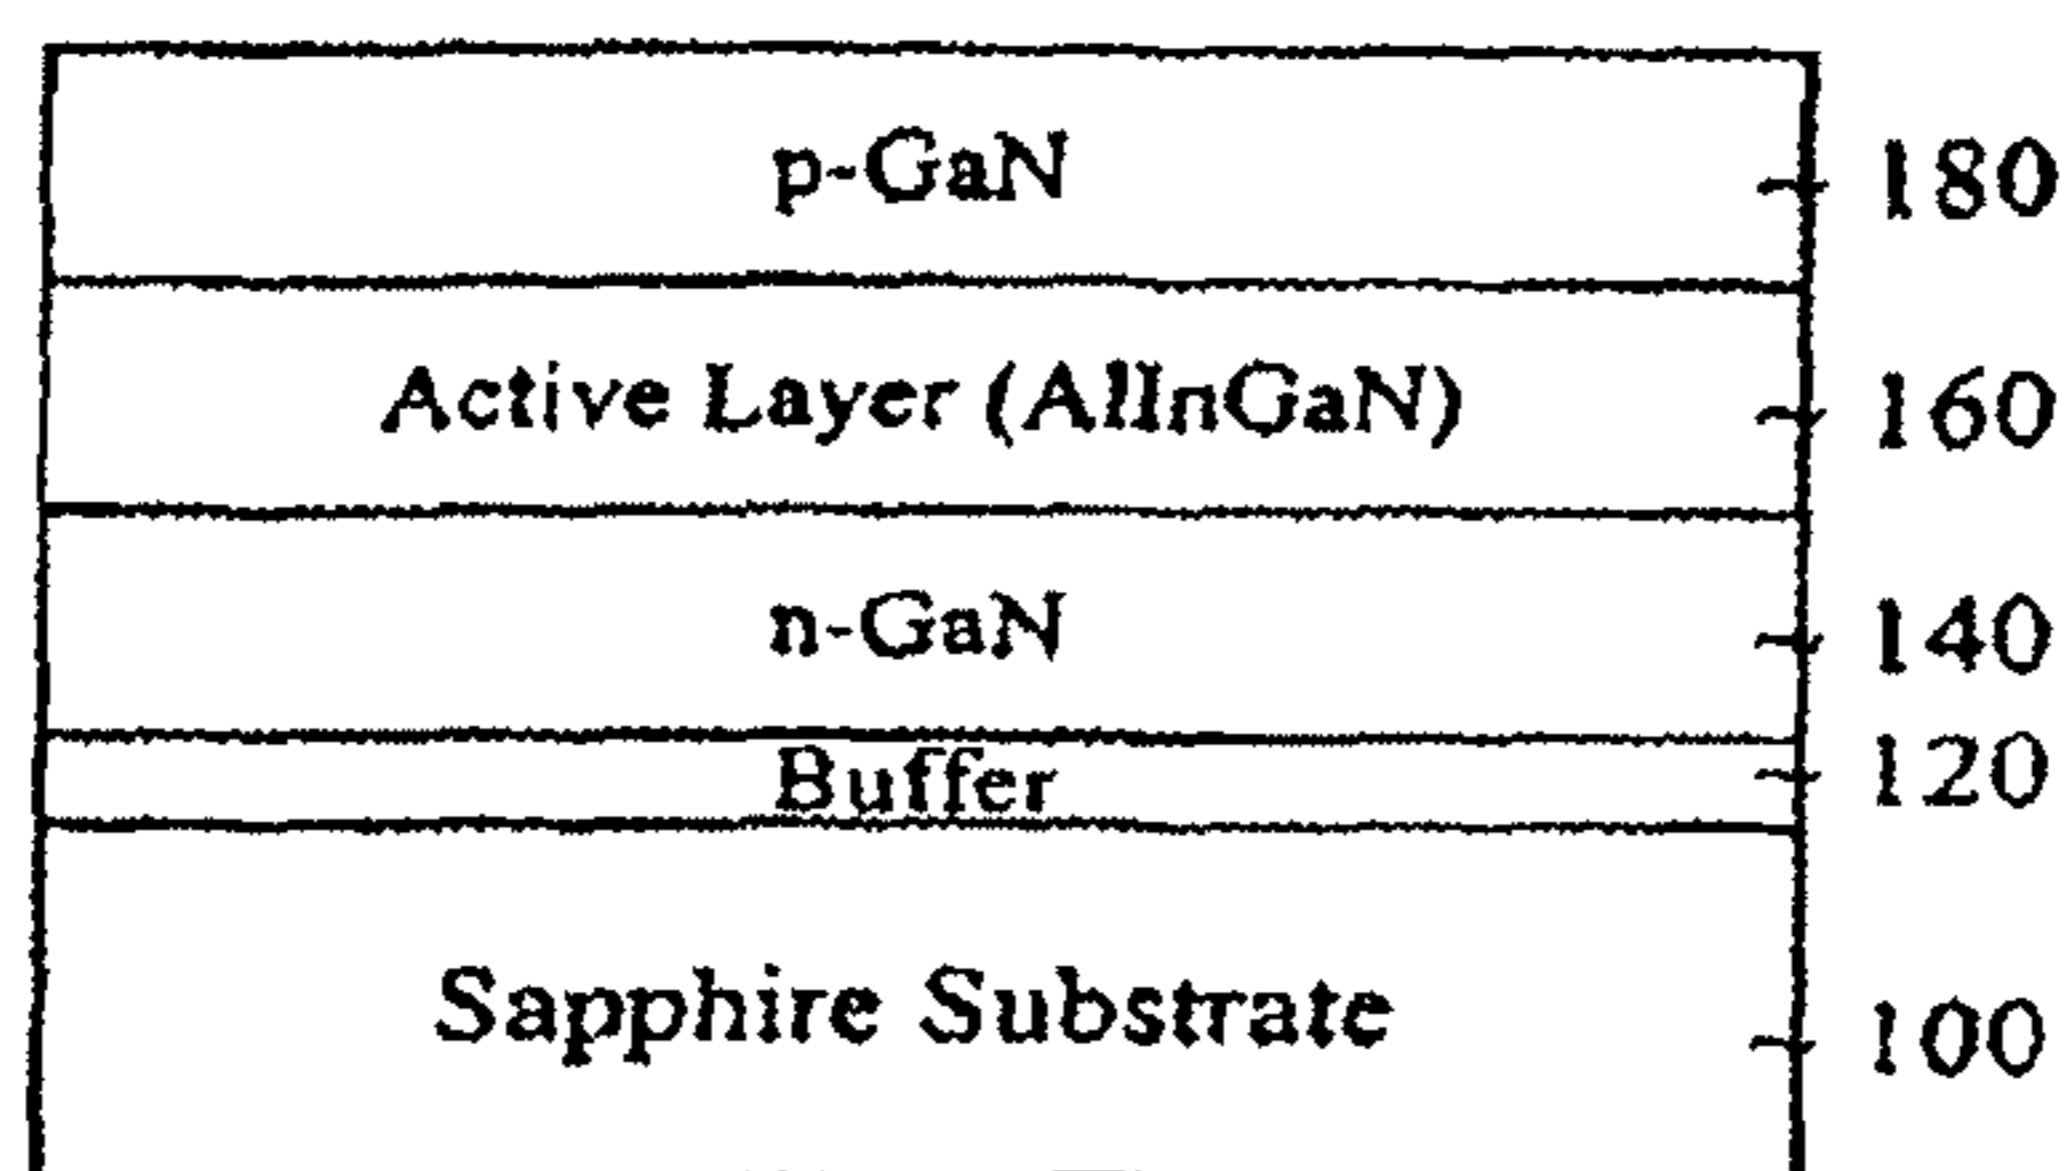 p-GaN 180
Active Layer (AlInGaN) 160
n-GaN 140
Buffer 120
Sapphire Substrate 100